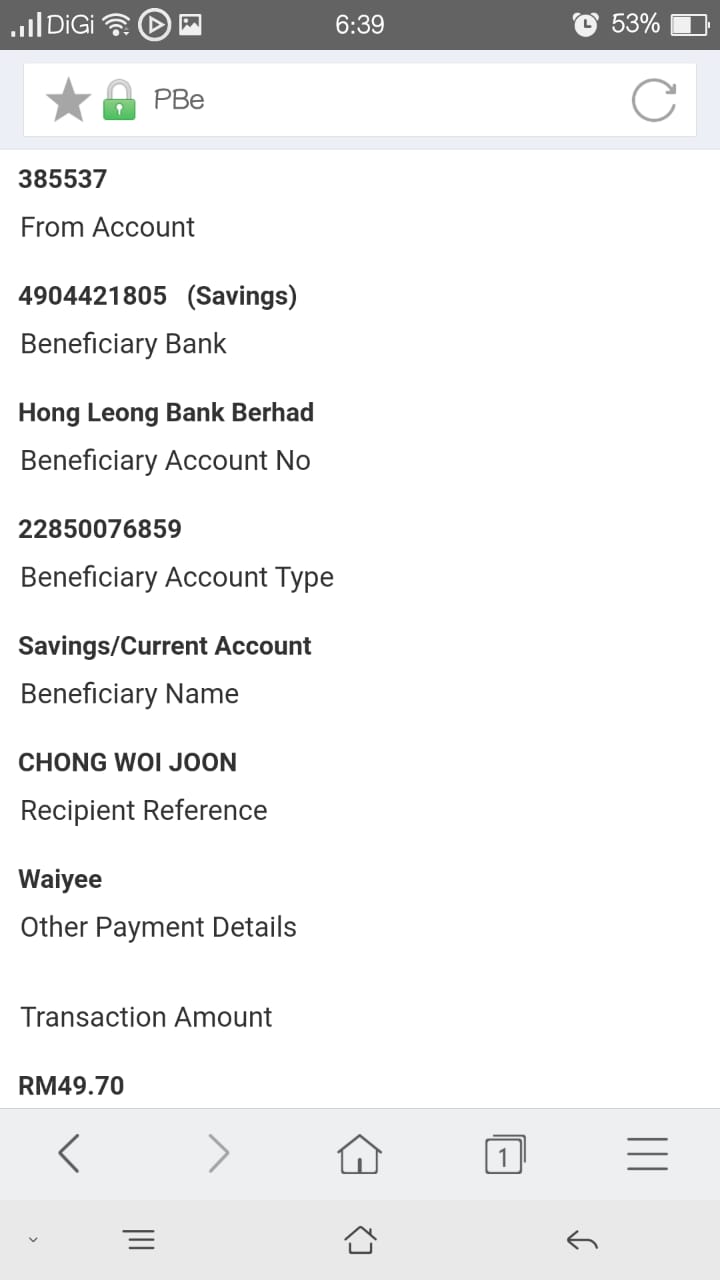 DiGi 6:39 53%
PBe
385537
From Account
4904421805 (Savings)
Beneficiary Bank
Hong Leong Bank Berhad
Beneficiary Account No
22850076859
Beneficiary Account Type
Savings/Current Account
Beneficiary Name
CHONG WOI JOON
Recipient Reference
Waiyee
Other Payment Details
Transaction Amount
RM49.70
1